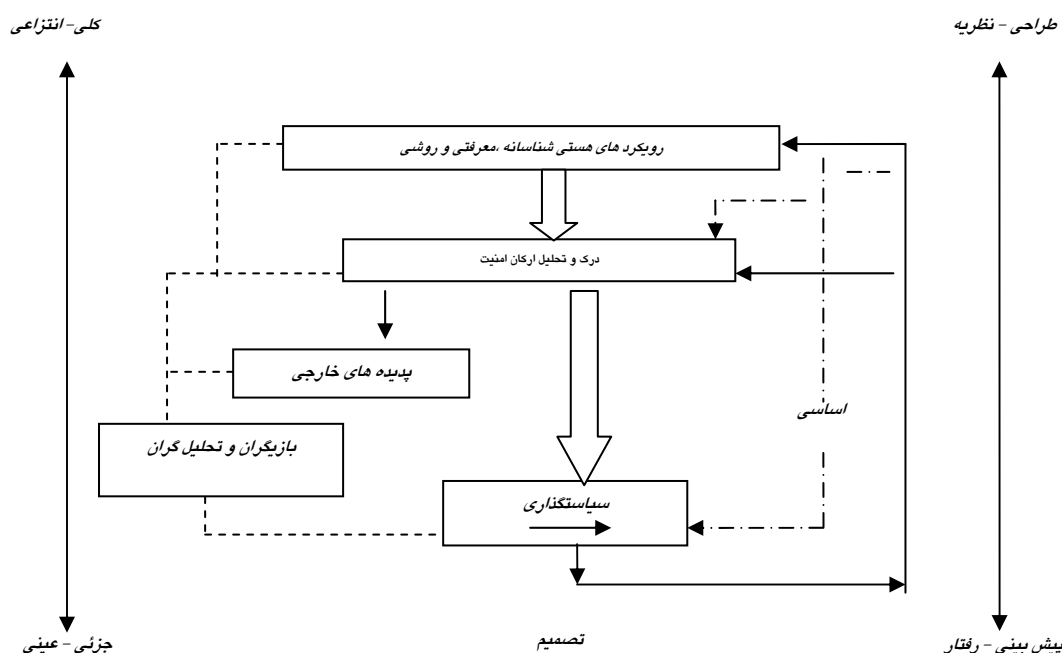 طراحی - نظریه
کلی - انتزاعی
رویکرد های هستی شناسانه ،معرفتی و روشی
درک و تحلیل ارکان امنیت
پدیده های خارجی
اساسی
بازیگران و تحلیل گران
سیاستگذاری
پیش بینی - رفتار
تصمیم
جزئی - عینی